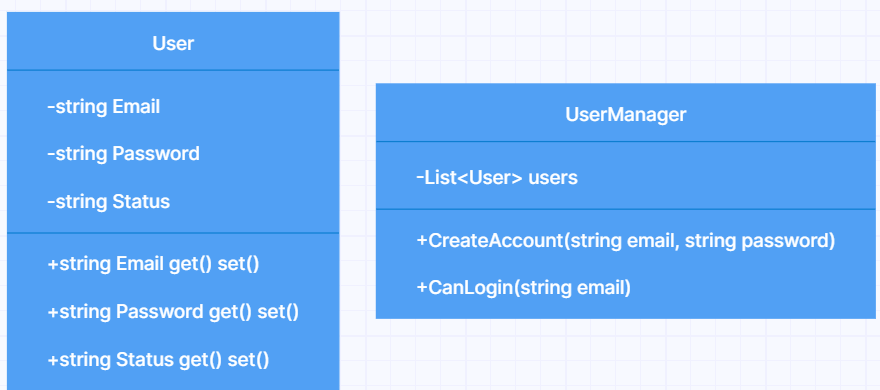 User
-string Email
-string Password
-string Status
+string Email get() set()
+string Password get() set()
+string Status get() set()
UserManager
-List<User> users
+CreateAccount(string email, string password)
+CanLogin(string email)